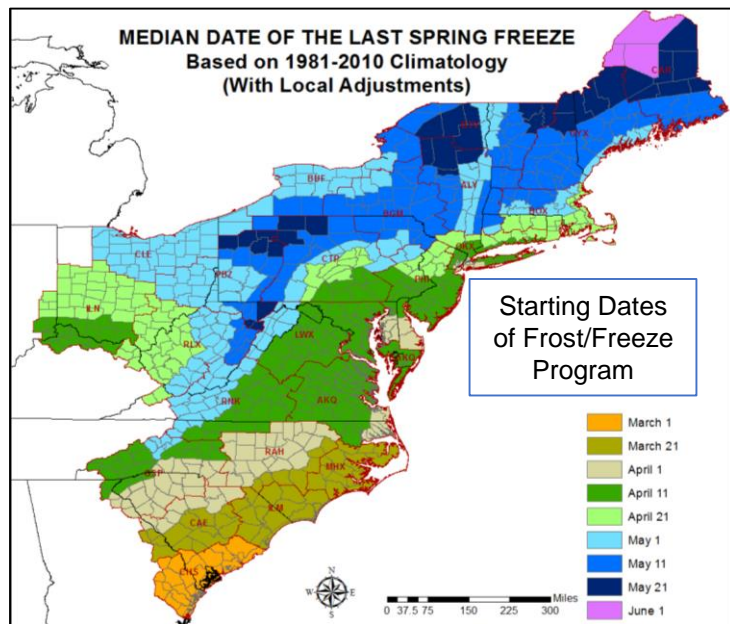 MEDIAN DATE OF THE LAST SPRING FREEZE
Based on 1981-2010 Climatology
(With Local Adjustments)
CAR
GYX
BUF
ALY
BGM
BOX
CLE
CTP
OKX
PBZ
PHI
ILN
LWX
RLX
AKQ
RNK
RAH
MHX
GSP
ILM
CAE
CHS
Starting Dates
of Frost/Freeze
Program
March 1
March 21
April 1
April 11
April 21
May 1
May 11
May 21
June 1
N
W
E
S
Miles
0 37.5 75 150 225 300